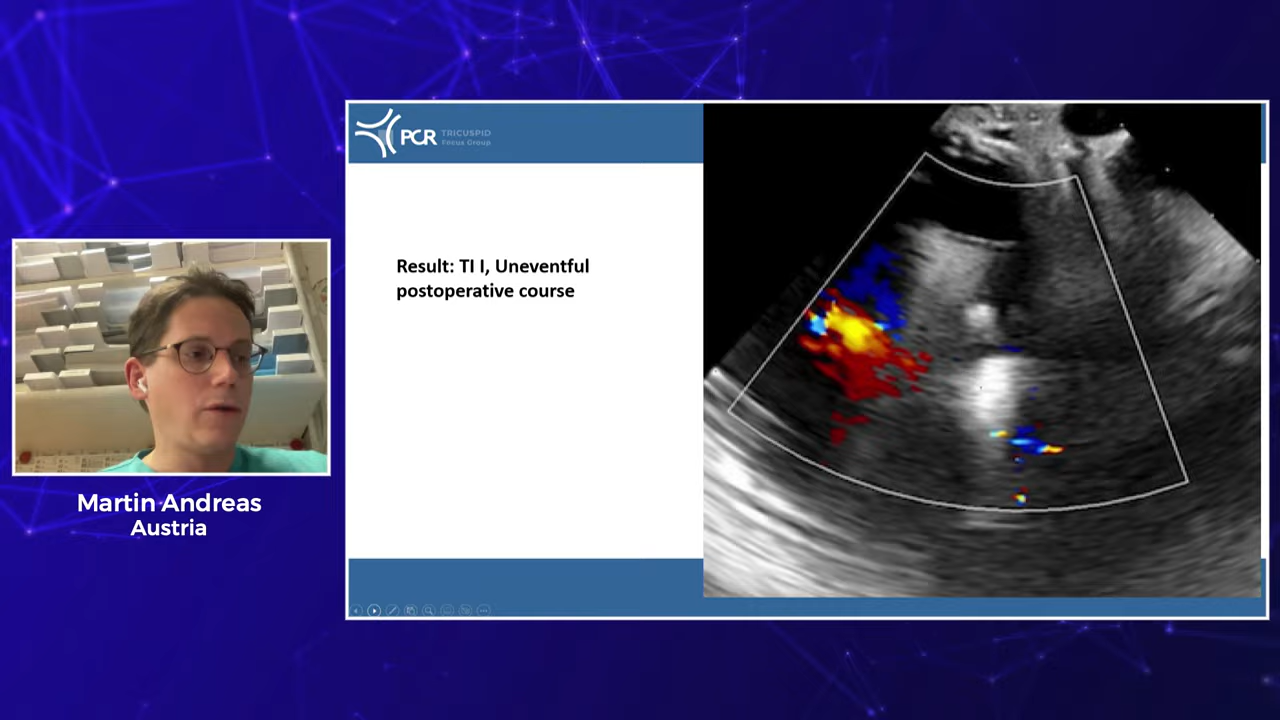 PCR TRICUSPID
Focus Group
Result: TI I, Uneventful
postoperative course
Martin Andreas
Austria